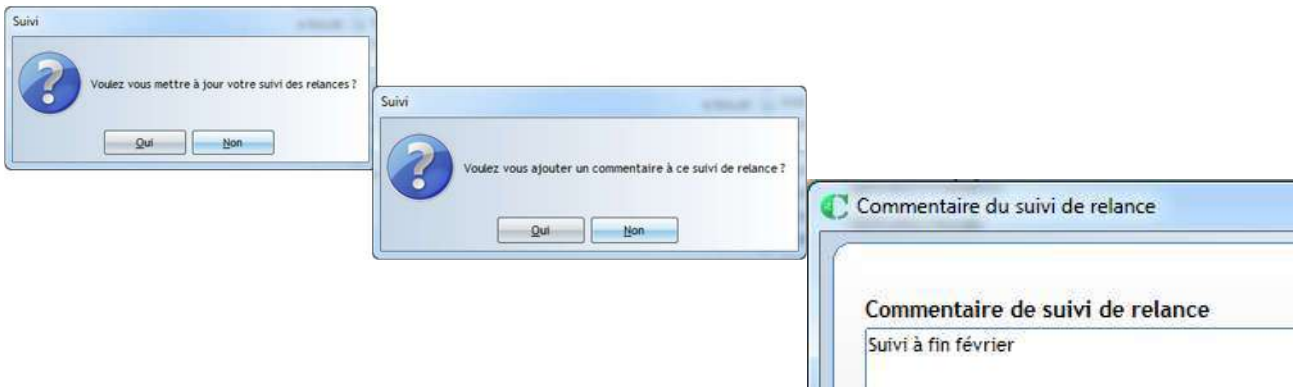 Suivi
Voulez vous mettre à jour votre suivi des relances ?
Oui Non
Suivi
Voulez vous ajouter un commentaire à ce suivi de relance ?
Oui Non
Commentaire du suivi de relance
Commentaire de suivi de relance
Suivi à fin février